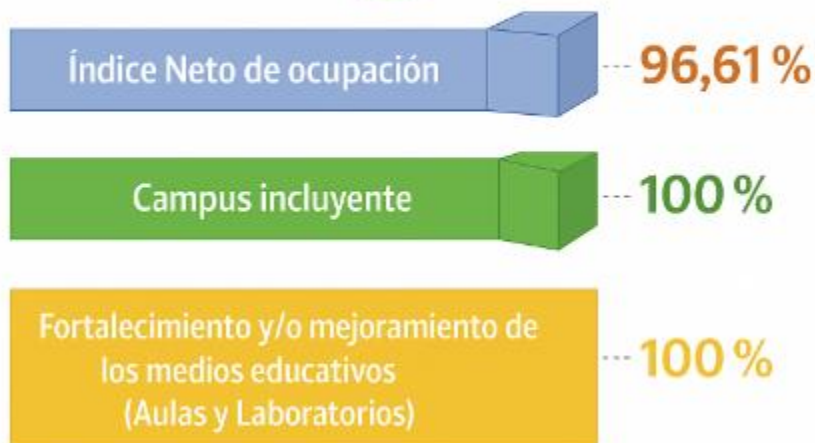 Índice Neto de ocupación
96,61 %
Campus incluyente
100 %
Fortalecimiento y/o mejoramiento de
los medios educativos
(Aulas y Laboratorios)
100 %